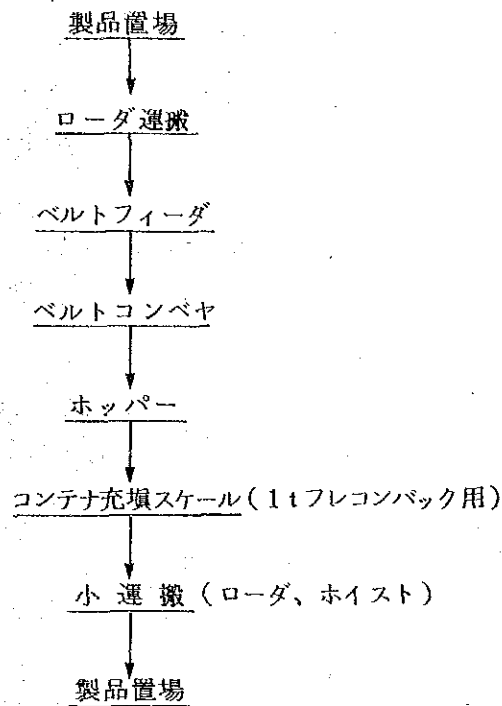 製品置場
ローダ運搬
ベルトフィーダ
ベルトコンベヤ
ホッパー
コンテナ充塡スケール(1tフレコンバック用)
小運搬(ローダ、ホイスト)
製品置場